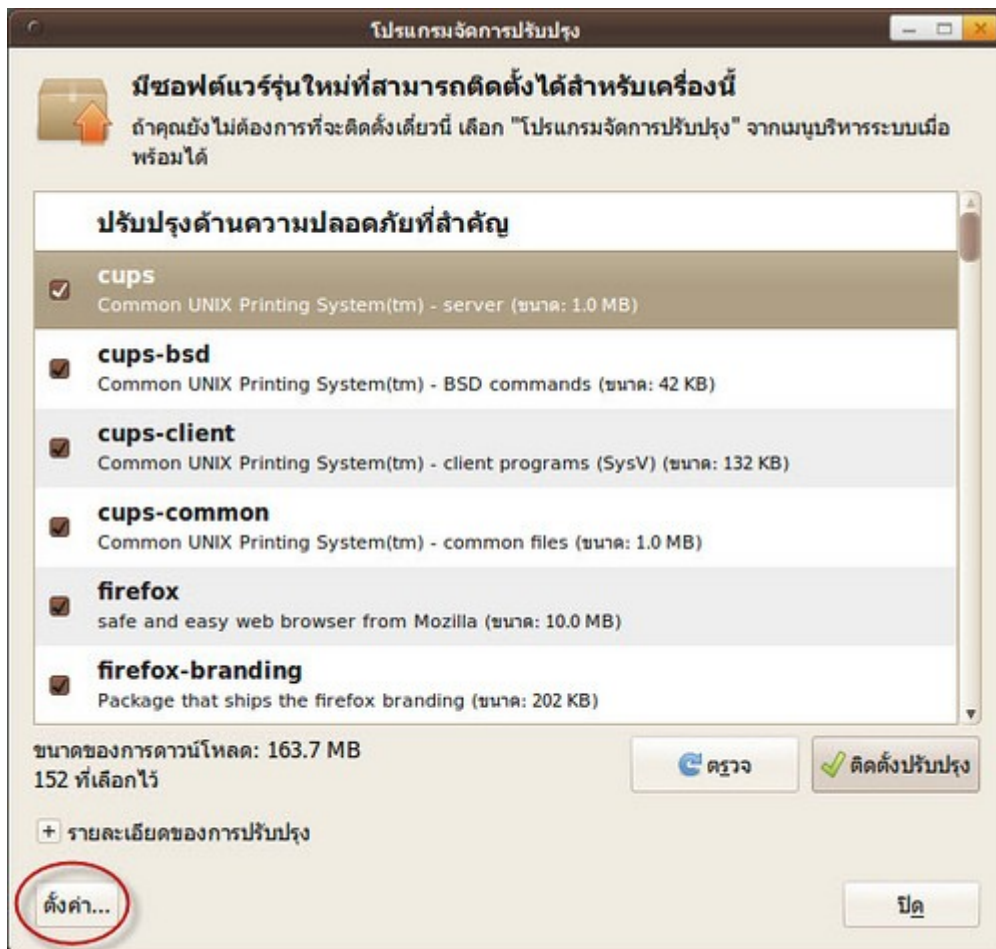 โปรแกรมจัดการปรับปรุง
มีซอฟต์แวร์รุ่นใหม่ที่สามารถติดตั้งได้สำหรับเครื่องนี้
ถ้าคุณยังไม่ต้องการที่จะติดตั้งเดี๋ยวนี้ เลือก "โปรแกรมจัดการปรับปรุง" จากเมนูบริหารระบบเมื่อ
พร้อมได้
ปรับปรุงด้านความปลอดภัยที่สำคัญ
cups
Common UNIX Printing System(tm) - server (ขนาด: 1.0 MB)
cups-bsd
Common UNIX Printing System(tm) - BSD commands (ขนาด: 42 KB)
cups-client
Common UNIX Printing System(tm) - client programs (SysV) (ขนาด: 132 KB)
cups-common
Common UNIX Printing System(tm) - common files (ขนาด: 1.0 MB)
firefox
safe and easy web browser from Mozilla (ขนาด: 10.0 MB)
firefox-branding
Package that ships the firefox branding (ขนาด: 202 KB)
ขนาดของการดาวน์โหลด: 163.7 MB
152 ที่เลือกไว้
ตรวจ
ติดตั้งปรับปรุง
รายละเอียดของการปรับปรุง
ตั้งค่า...
ปิด